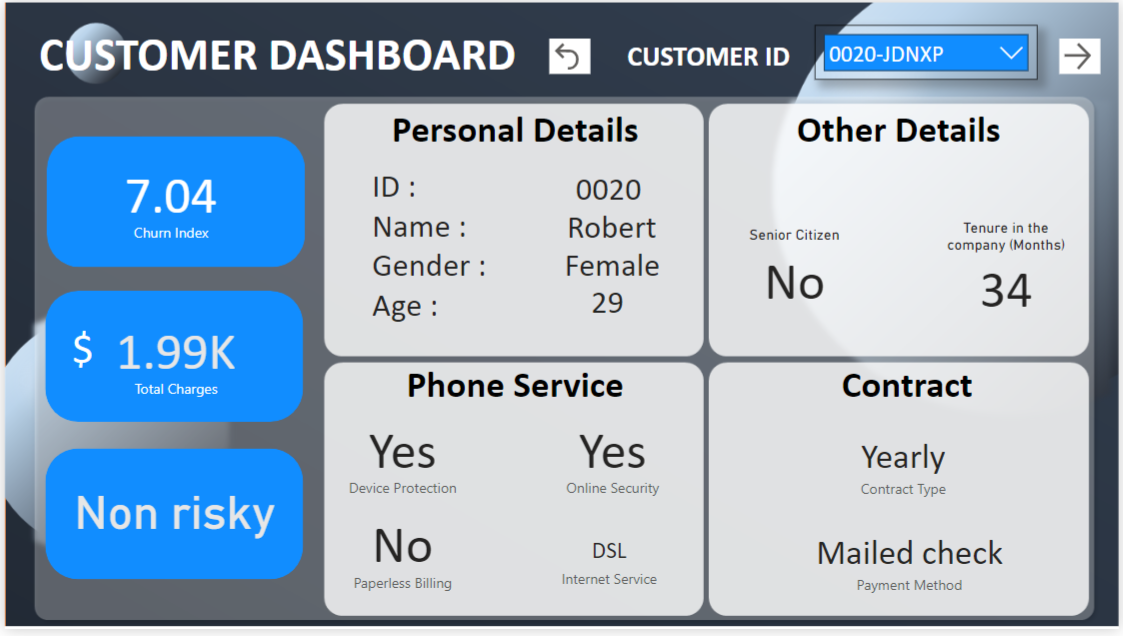 CUSTOMER DASHBOARD
CUSTOMER ID
0020-JDNXP
7.04
Churn Index
$ 1.99K
Total Charges
Non risky
Personal Details
ID : 0020
Name : Robert
Gender : Female
Age : 29
Other Details
Senior Citizen
No
Tenure in the
company (Months)
34
Phone Service
Yes
Device Protection
Yes
Online Security
No
Paperless Billing
DSL
Internet Service
Contract
Yearly
Contract Type
Mailed check
Payment Method